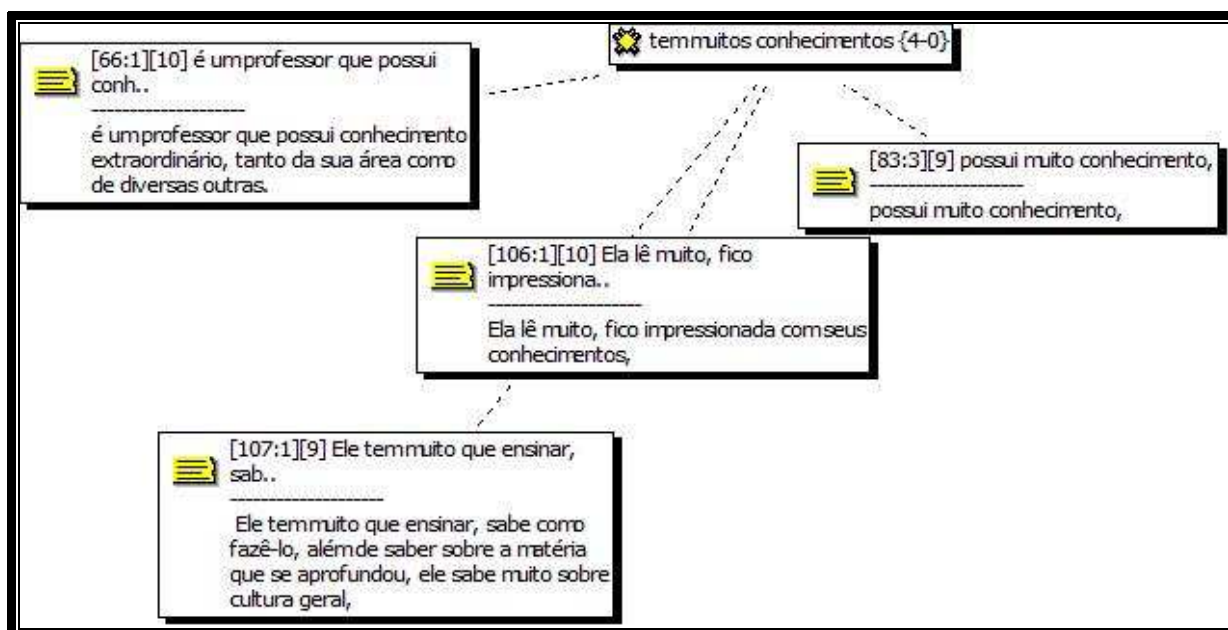 tem muitos conhecimentos {4-0}
[66:1][10] é um professor que possui
conh..
--------------------
é um professor que possui conhecimento
extraordinário, tanto da sua área como
de diversas outras.
[83:3][9] possui muito conhecimento,
--------------------
possui muito conhecimento,
[106:1][10] Ela lê muito, fico
impressiona..
--------------------
Ela lê muito, fico impressionada com seus
conhecimentos,
[107:1][9] Ele tem muito que ensinar,
sab..
--------------------
Ele tem muito que ensinar, sabe como
fazê-lo, além de saber sobre a matéria
que se aprofundou, ele sabe muito sobre
cultura geral,